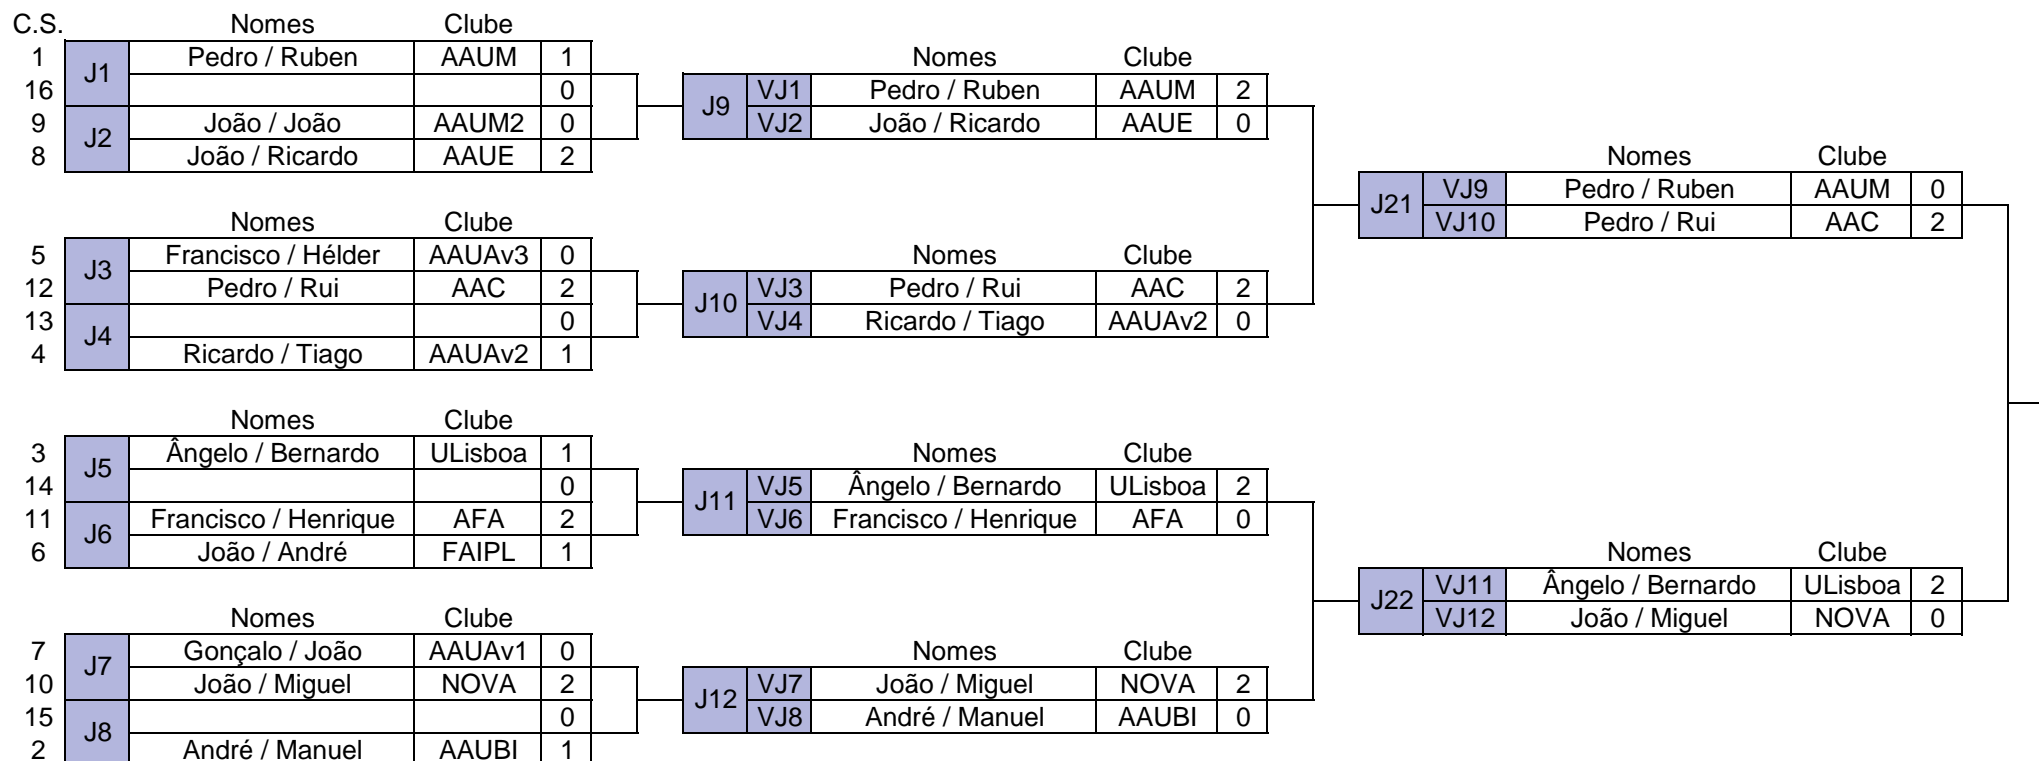 C.S. Nomes Clube
1 J1 Pedro / Ruben AAUM 1
16 0
9 J2 João / João AAUM2 0
8 João / Ricardo AAUE 2
Nomes Clube
5 J3 Francisco / Hélder AAUAv3 0
12 Pedro / Rui AAC 2
13 J4 0
4 Ricardo / Tiago AAUAv2 1
Nomes Clube
3 J5 Ângelo / Bernardo ULisboa 1
14 0
11 J6 Francisco / Henrique AFA 2
6 João / André FAIPL 1
Nomes Clube
7 J7 Gonçalo / João AAUAv1 0
10 João / Miguel NOVA 2
15 J8 0
2 André / Manuel AAUBI 1
Nomes Clube
J9 VJ1 Pedro / Ruben AAUM 2
VJ2 João / Ricardo AAUE 0
Nomes Clube
J10 VJ3 Pedro / Rui AAC 2
VJ4 Ricardo / Tiago AAUAv2 0
Nomes Clube
J11 VJ5 Ângelo / Bernardo ULisboa 2
VJ6 Francisco / Henrique AFA 0
Nomes Clube
J12 VJ7 João / Miguel NOVA 2
VJ8 André / Manuel AAUBI 0
Nomes Clube
J21 VJ9 Pedro / Ruben AAUM 0
VJ10 Pedro / Rui AAC 2
Nomes Clube
J22 VJ11 Ângelo / Bernardo ULisboa 2
VJ12 João / Miguel NOVA 0